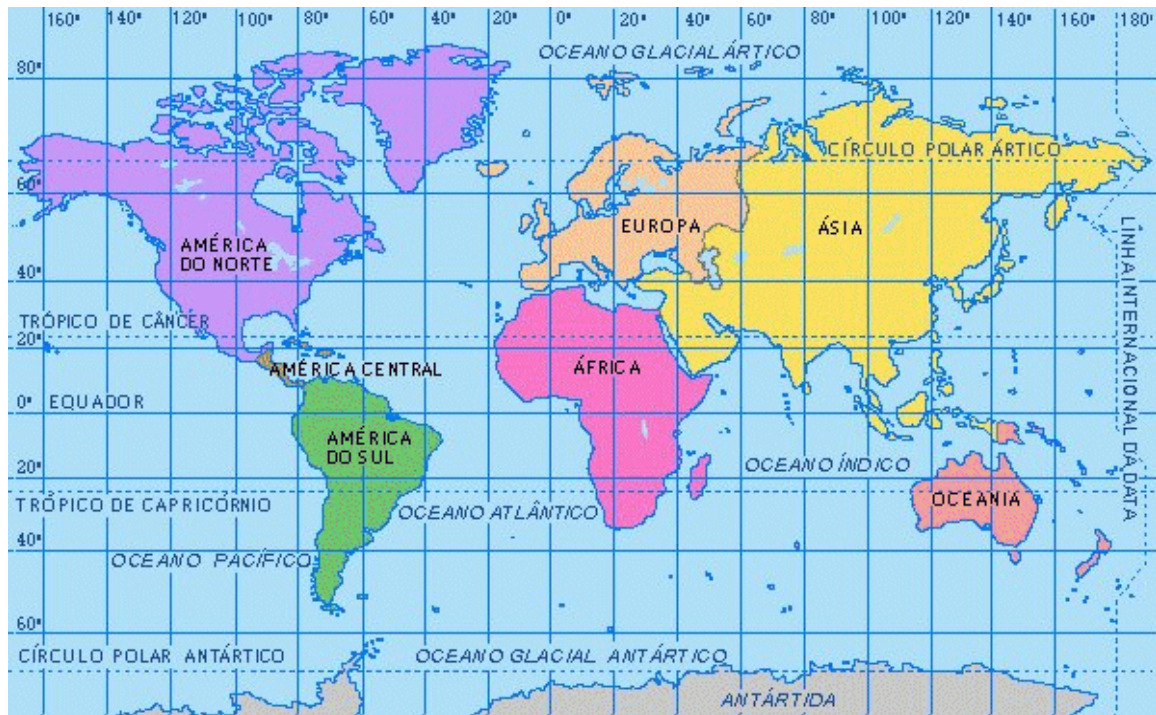 160° 140° 120° 100° 80° 60° 40° 20° 0° 20° 40° 60° 80° 100° 120° 140° 160° 180°
OCEANO GLACIAL ÁRTICO
80°
CÍRCULO POLAR ÁRTICO
60°
EUROPA
ÁSIA
AMÉRICA
DO NORTE
40°
TRÓPICO DE CÂNCER
20°
AMÉRICA CENTRAL
ÁFRICA
0° EQUADOR
AMÉRICA
DO SUL
LINHA INTERNACIONAL DÁ DATA
OCEANO ÍNDICO
20°
TRÓPICO DE CAPRICÓRNIO
OCEANO ATLÂNTICO
OCEANIA
40°
OCEANO PACÍFICO
60°
CÍRCULO POLAR ANTÁRTICO
OCEANO GLACIAL ANTÁRTICO
ANTÁRTIDA